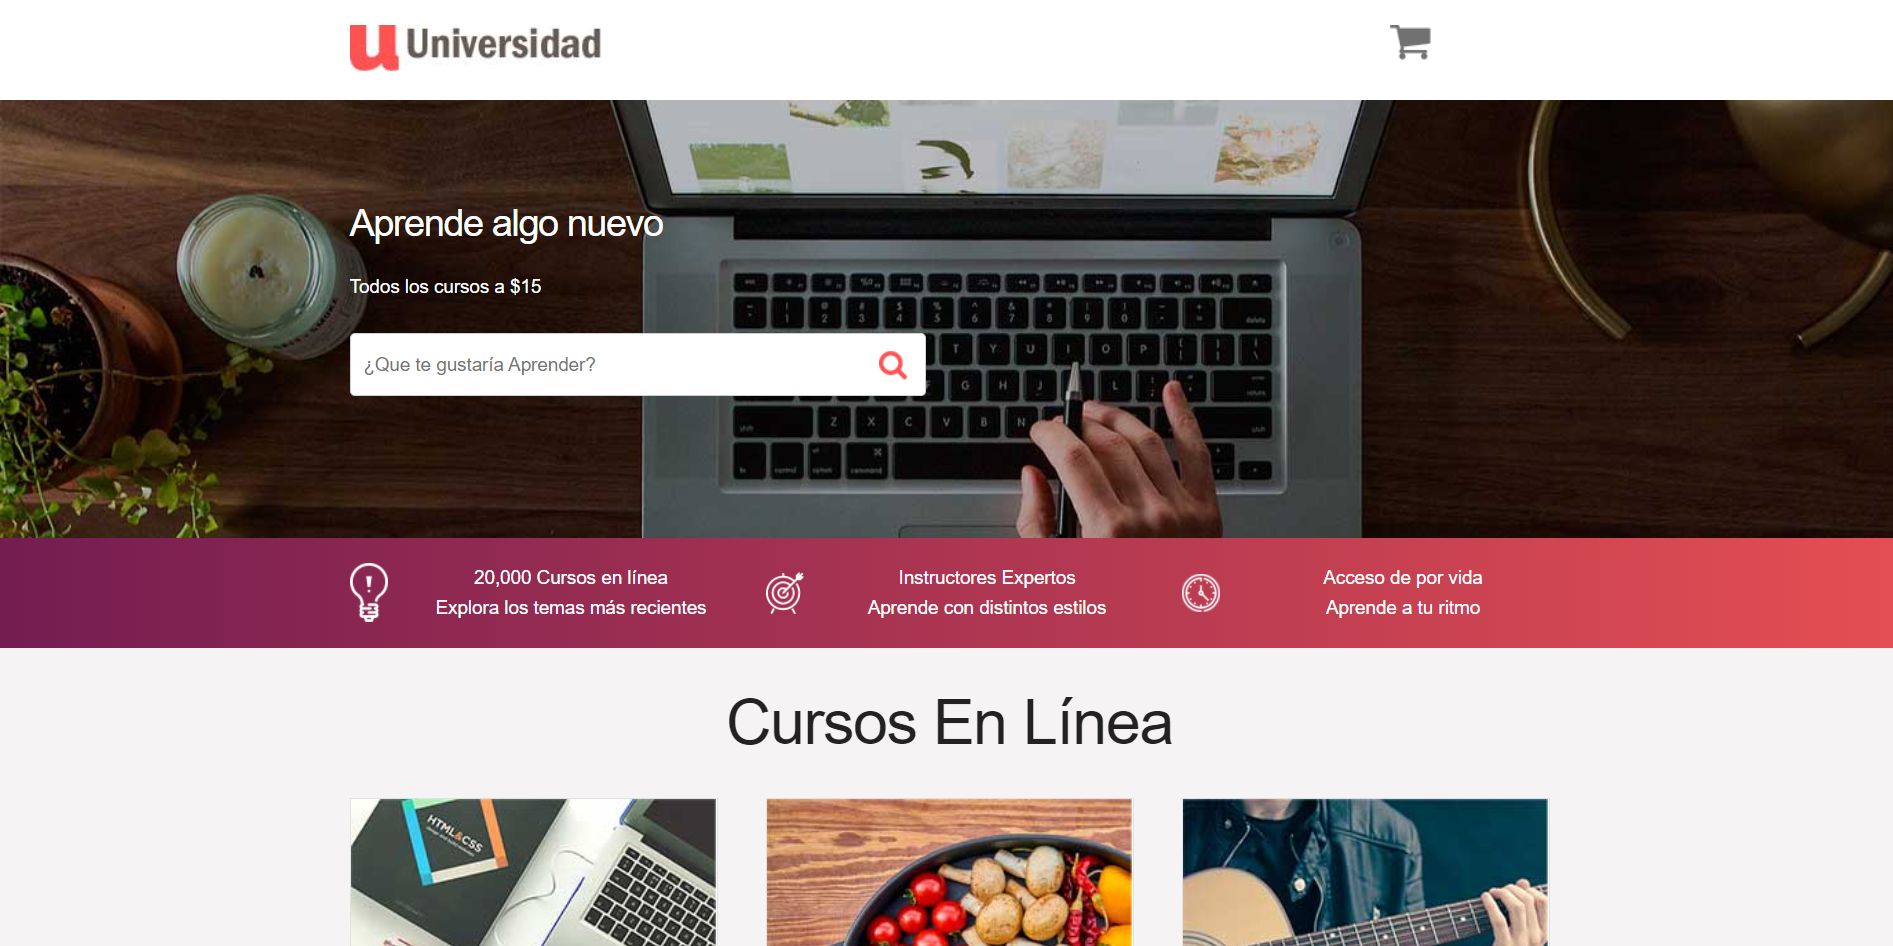 u Universidad
Aprende algo nuevo
Todos los cursos a $15
¿Que te gustaría Aprender?
20,000 Cursos en línea
Explora los temas más recientes
Instructores Expertos
Aprende con distintos estilos
Acceso de por vida
Aprende a tu ritmo
Cursos En Línea
HTML&CSS